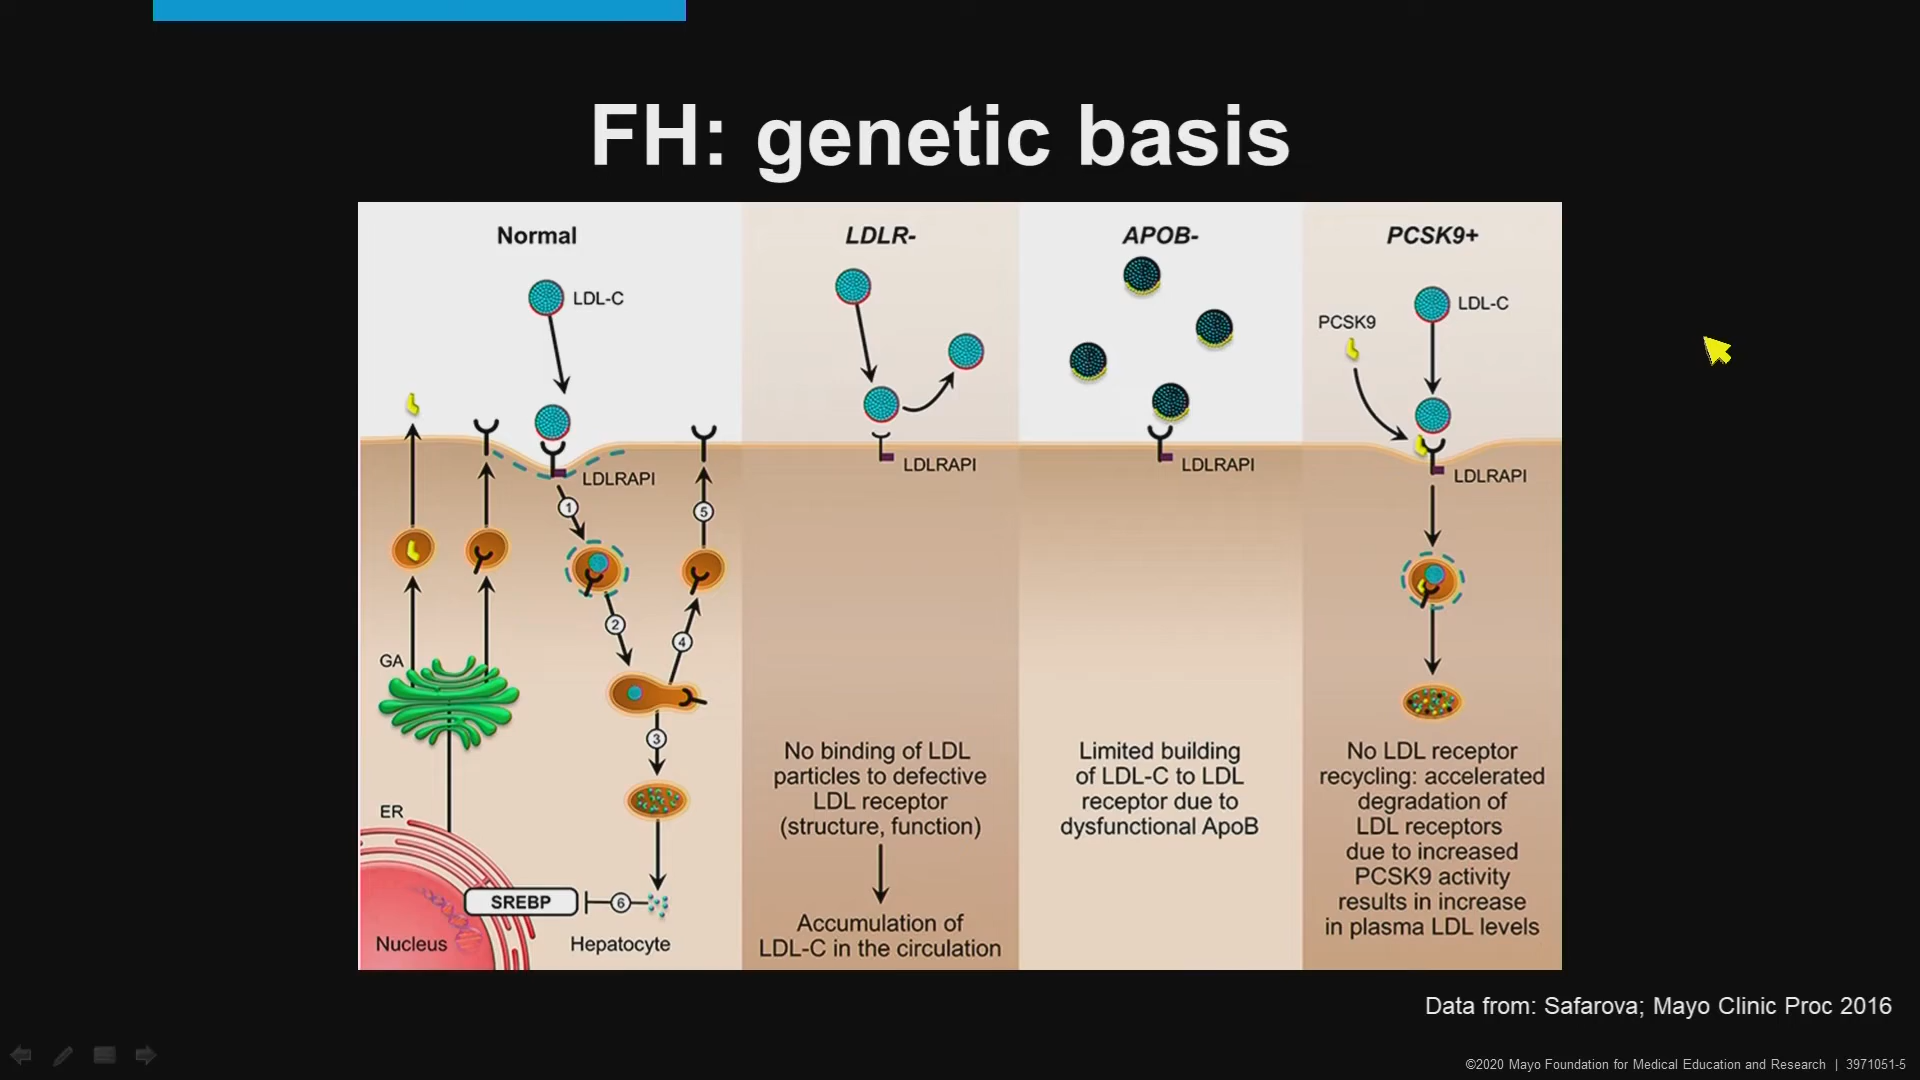 FH: genetic basis
Normal
LDL-C
LDLRAPI
1
2
3
4
5
6
GA
ER
SREBP
Nucleus
Hepatocyte
LDLR-
LDLRAPI
No binding of LDL
particles to defective
LDL receptor
(structure, function)
Accumulation of
LDL-C in the circulation
APOB-
LDLRAPI
Limited building
of LDL-C to LDL
receptor due to
dysfunctional ApoB
PCSK9+
PCSK9
LDL-C
LDLRAPI
No LDL receptor
recycling: accelerated
degradation of
LDL receptors
due to increased
PCSK9 activity
results in increase
in plasma LDL levels
Data from: Safarova; Mayo Clinic Proc 2016
©2020 Mayo Foundation for Medical Education and Research | 3971051-5